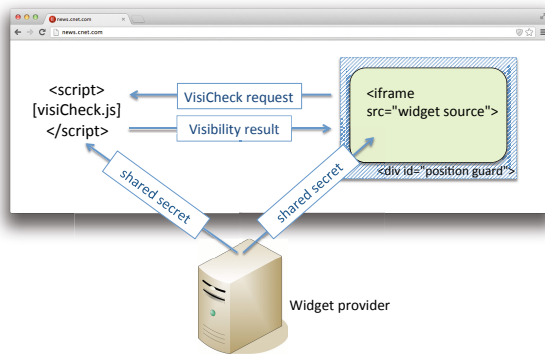 news.cnet.com
news.cnet.com
<script>
[visiCheck.js]
</script>
VisiCheck request
Visibility result
<iframe
src="widget source">
<div id="position guard">
shared secret
shared secret
Widget provider